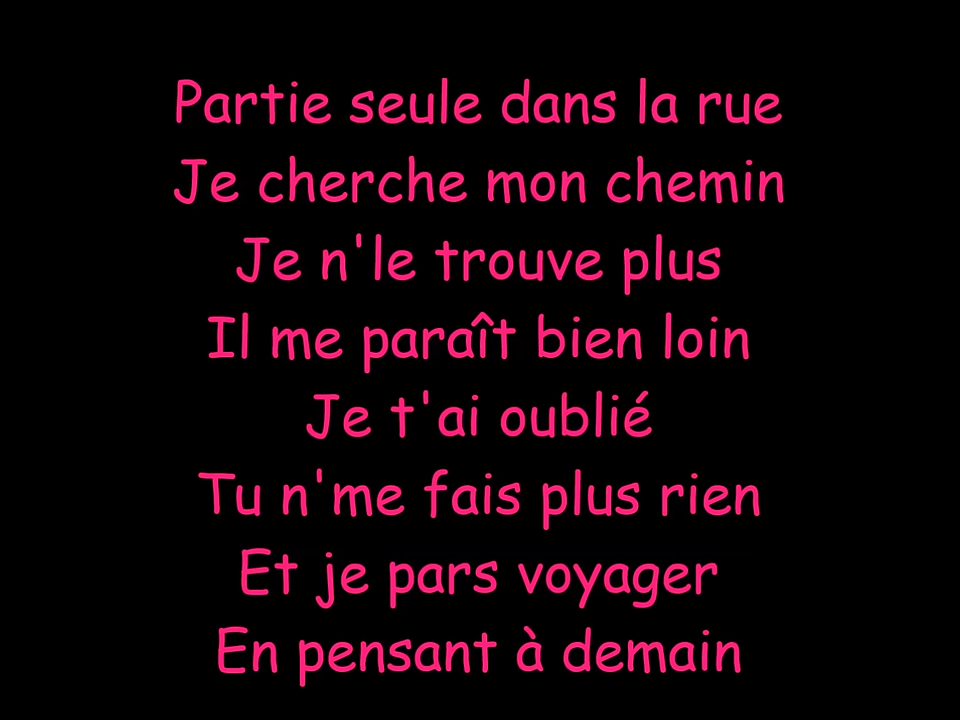 Partie seule dans la rue
Je cherche mon chemin
Je n'le trouve plus
Il me paraît bien loin
Je t'ai oublié
Tu n'me fais plus rien
Et je pars voyager
En pensant à demain